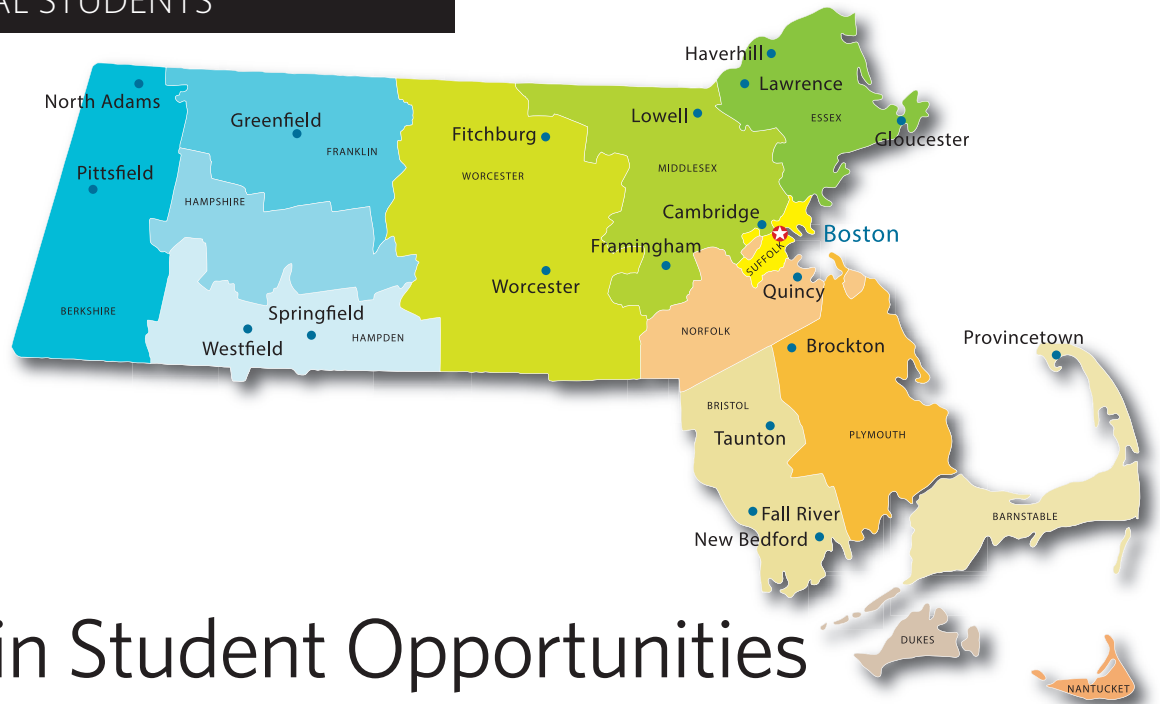 AL STUDENTS
Haverhill
Lawrence
North Adams
Lowell
ESSEX
Greenfield
Fitchburg
Gloucester
FRANKLIN
MIDDLESEX
Pittsfield
WORCESTER
HAMPSHIRE
Cambridge
Boston
Framingham
SUFFOLK
Worcester
Quincy
BERKSHIRE
Springfield
NORFOLK
HAMPDEN
Provincetown
Westfield
Brockton
BRISTOL
Taunton
PLYMOUTH
Fall River
BARNSTABLE
New Bedford
in Student Opportunities
DUKES
NANTUCKET